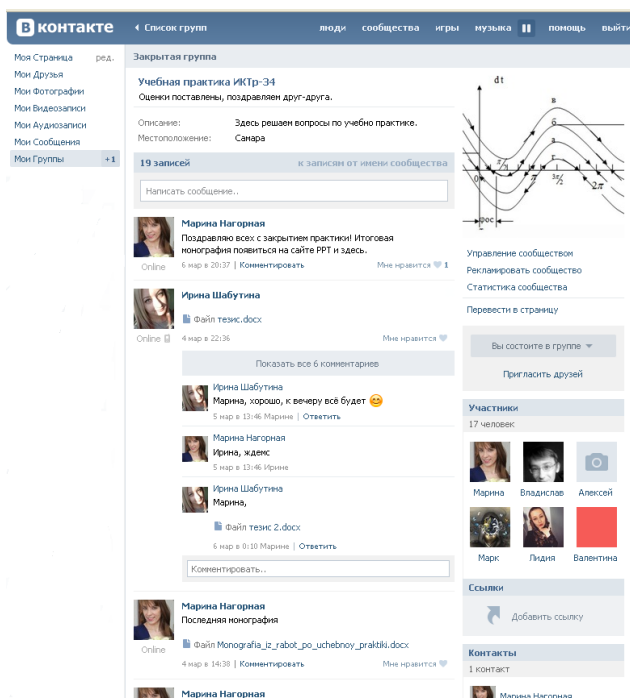 В контакте
Список групп
люди сообщества игры музыка помощь выйти
Моя Страница ред.
Мои Друзья
Мои Фотографии
Мои Видеозаписи
Мои Аудиозаписи
Мои Сообщения
Мои Группы +1
Закрытая группа
Учебная практика ИКТр-34
Оценки поставлены, поздравляем друг-друга.
Описание: Здесь решаем вопросы по учебно практике.
Местоположение: Самара
19 записей к записям от имени сообщества
Написать сообщение..
Марина Нагорная
Поздравляю всех с закрытием практики! Итоговая
монография появиться на сайте РРТ и здесь.
Online 6 мар в 20:37 | Комментировать Мне нравится 1
Ирина Шабутина
Файл тезис.docx
Online 4 мар в 22:36 Мне нравится
Показать все 6 комментариев
Ирина Шабутина
Марина, хорошо, к вечеру всё будет 😊
5 мар в 13:46 Марине | Ответить
Марина Нагорная
Ирина, ждемс
5 мар в 13:46 Ирине
Ирина Шабутина
Марина,
Файл тезис 2.docx
6 мар в 0:10 Марине | Ответить
Комментировать..
Марина Нагорная
Последняя монография
Файл Monografia_iz_rabot_po_uchebnoy_praktiki.docx
Online 4 мар в 14:38 | Комментировать Мне нравится
Марина Нагорная
d t
в
б
а
г
0 π 3π/2 2π
Управление сообществом
Рекламировать сообщество
Статистика сообщества
Перевести в страницу
Вы состоите в группе
Пригласить друзей
Участники
17 человек
Марина Владислав Алексей
Марк Лидия Валентина
Ссылки
Добавить ссылку
Контакты
1 контакт
Марина Нагорная